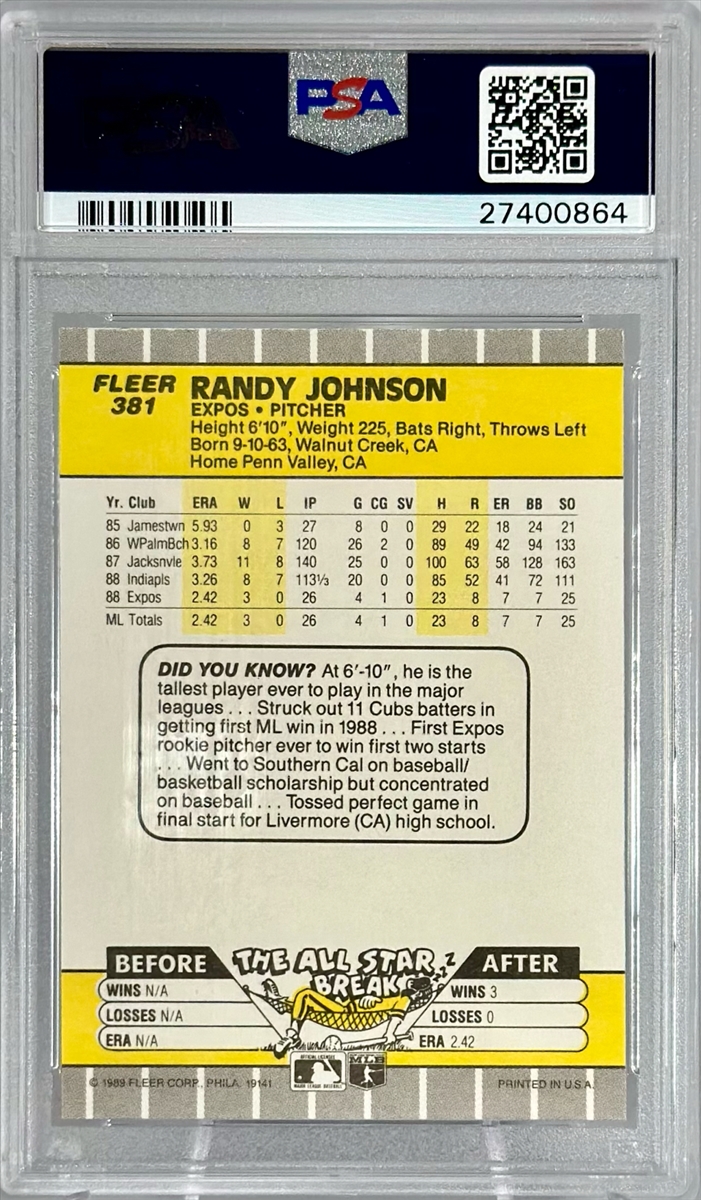 PSA
27400864
FLEER
381
RANDY JOHNSON
EXPOS • PITCHER
Height 6'10", Weight 225, Bats Right, Throws Left
Born 9-10-63, Walnut Creek, CA
Home Penn Valley, CA
Yr. Club ERA W L IP G CG SV H R ER BB SO
85 Jamestwn 5.93 0 3 27 8 0 0 29 22 18 24 21
86 WPalmBch 3.16 8 7 120 26 2 0 89 49 42 94 133
87 Jacksnvle 3.73 11 8 140 25 0 0 100 63 58 128 163
88 Indiapls 3.26 8 7 113⅓ 20 0 0 85 52 41 72 111
88 Expos 2.42 3 0 26 4 1 0 23 8 7 7 25
ML Totals 2.42 3 0 26 4 1 0 23 8 7 7 25
DID YOU KNOW? At 6'-10", he is the
tallest player ever to play in the major
leagues . . . Struck out 11 Cubs batters in
getting first ML win in 1988 . . . First Expos
rookie pitcher ever to win first two starts
. . . Went to Southern Cal on baseball/
basketball scholarship but concentrated
on baseball . . . Tossed perfect game in
final start for Livermore (CA) high school.
BEFORE
THE ALL STAR
BREAK
ZZZ
AFTER
WINS N/A
WINS 3
LOSSES N/A
LOSSES 0
ERA N/A
ERA 2.42
OFFICIAL LICENSEE
MAJOR LEAGUE BASEBALL
MLB
© 1989 FLEER CORP., PHILA. 19141
PRINTED IN U.S.A.